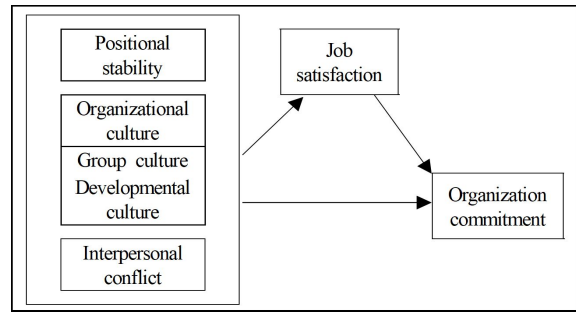 Positional
stability
Organizational
culture
Group culture
Developmental
culture
Interpersonal
conflict
Job
satisfaction
Organization
commitment